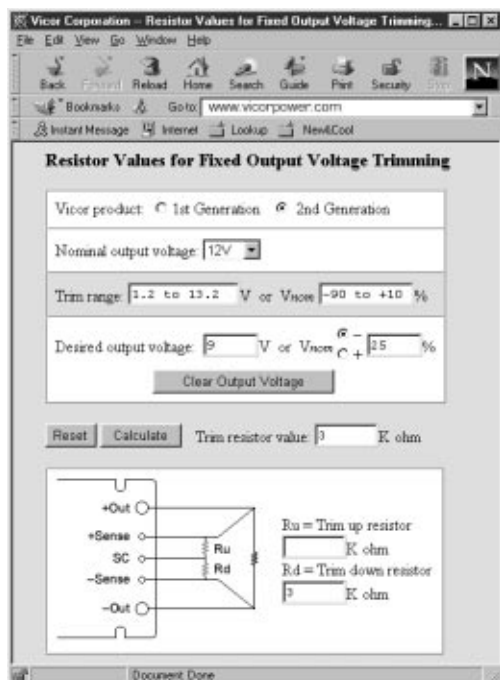 Vicor Corporation -- Resistor Values for Fixed Output Voltage Trimming...
File Edit View Go Window Help
Back Forward Reload Home Search Guide Print Security Stop N
Bookmarks Go to: www.vicorpower.com
Instant Message Internet Lookup New&Cool
Resistor Values for Fixed Output Voltage Trimming
Vicor product: 1st Generation 2nd Generation
Nominal output voltage: 12V
Trim range: 1.2 to 13.2 V or Vnom -90 to +10 %
Desired output voltage: 9 V or Vnom - + 25 %
Clear Output Voltage
Reset Calculate Trim resistor value: 3 K ohm
+Out
+Sense
SC
-Sense
-Out
Ru
Rd
Ru = Trim up resistor
K ohm
Rd = Trim down resistor
3 K ohm
Document Done